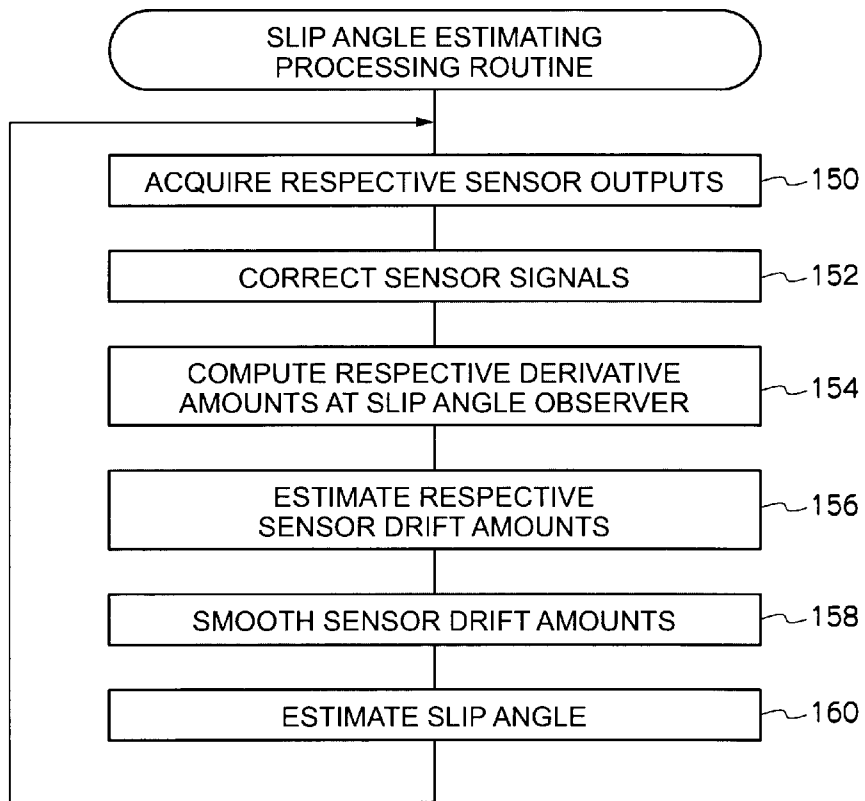 SLIP ANGLE ESTIMATING
PROCESSING ROUTINE
ACQUIRE RESPECTIVE SENSOR OUTPUTS
150
CORRECT SENSOR SIGNALS
152
COMPUTE RESPECTIVE DERIVATIVE
AMOUNTS AT SLIP ANGLE OBSERVER
154
ESTIMATE RESPECTIVE
SENSOR DRIFT AMOUNTS
156
SMOOTH SENSOR DRIFT AMOUNTS
158
ESTIMATE SLIP ANGLE
160